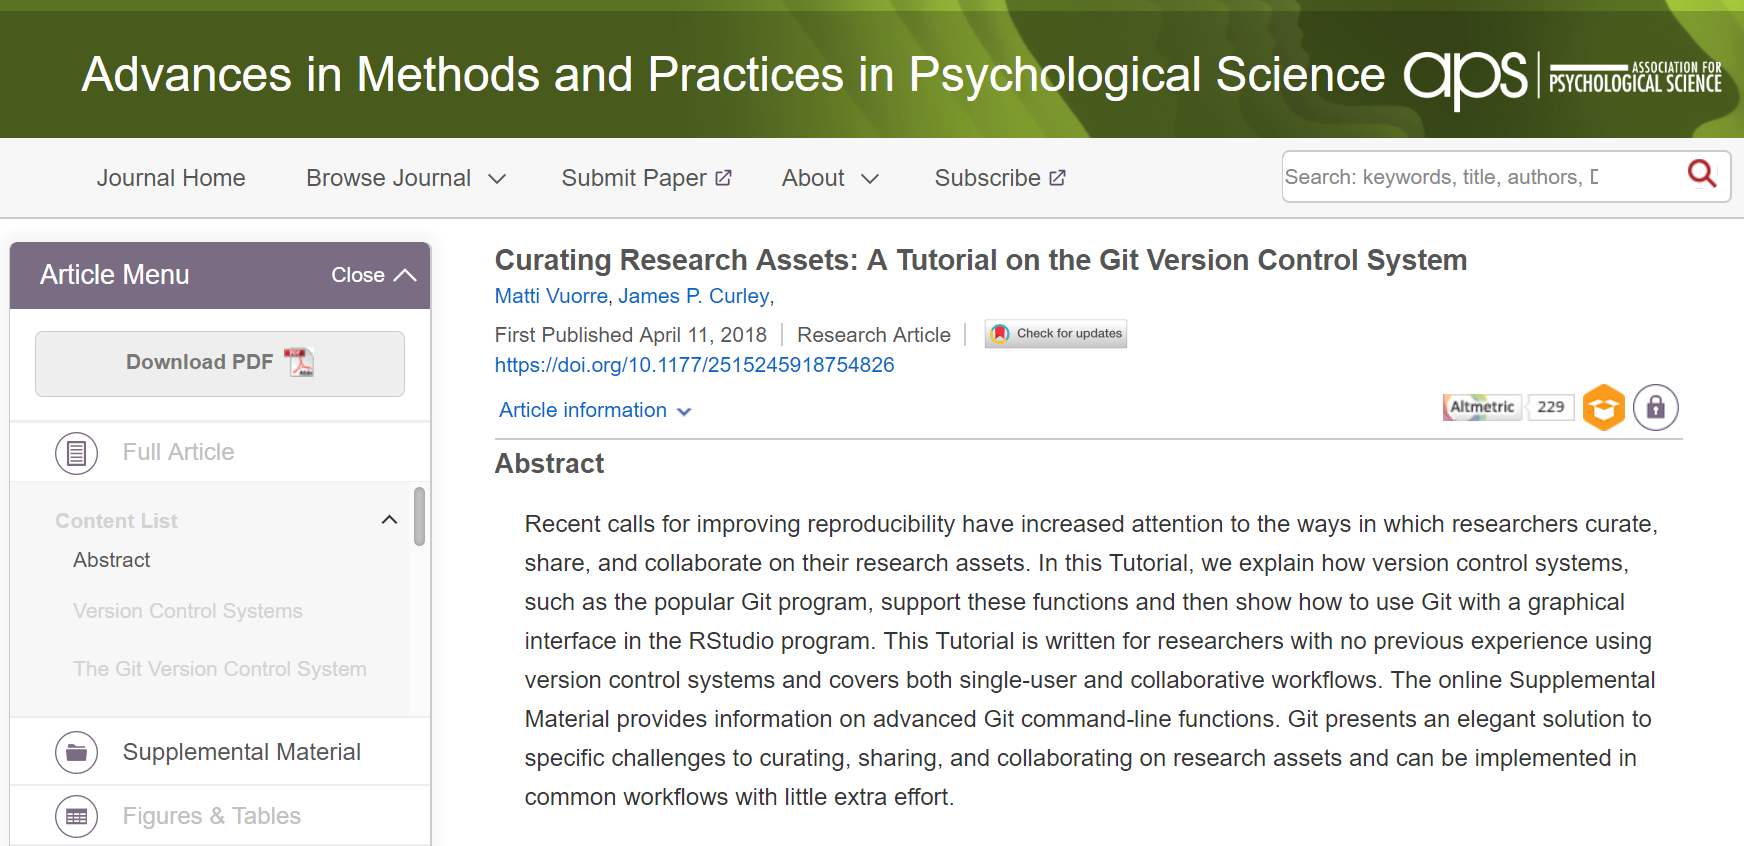 Advances in Methods and Practices in Psychological Science
aps
ASSOCIATION FOR
PSYCHOLOGICAL SCIENCE
Journal Home
Browse Journal
Submit Paper
About
Subscribe
Search: keywords, title, authors, D
Article Menu
Close
Download PDF
Full Article
Content List
Abstract
Version Control Systems
The Git Version Control System
Supplemental Material
Figures & Tables
Curating Research Assets: A Tutorial on the Git Version Control System
Matti Vuorre, James P. Curley,
First Published April 11, 2018
Research Article
Check for updates
https://doi.org/10.1177/2515245918754826
Article information
Altmetric
229
Abstract
Recent calls for improving reproducibility have increased attention to the ways in which researchers curate,
share, and collaborate on their research assets. In this Tutorial, we explain how version control systems,
such as the popular Git program, support these functions and then show how to use Git with a graphical
interface in the RStudio program. This Tutorial is written for researchers with no previous experience using
version control systems and covers both single-user and collaborative workflows. The online Supplemental
Material provides information on advanced Git command-line functions. Git presents an elegant solution to
specific challenges to curating, sharing, and collaborating on research assets and can be implemented in
common workflows with little extra effort.